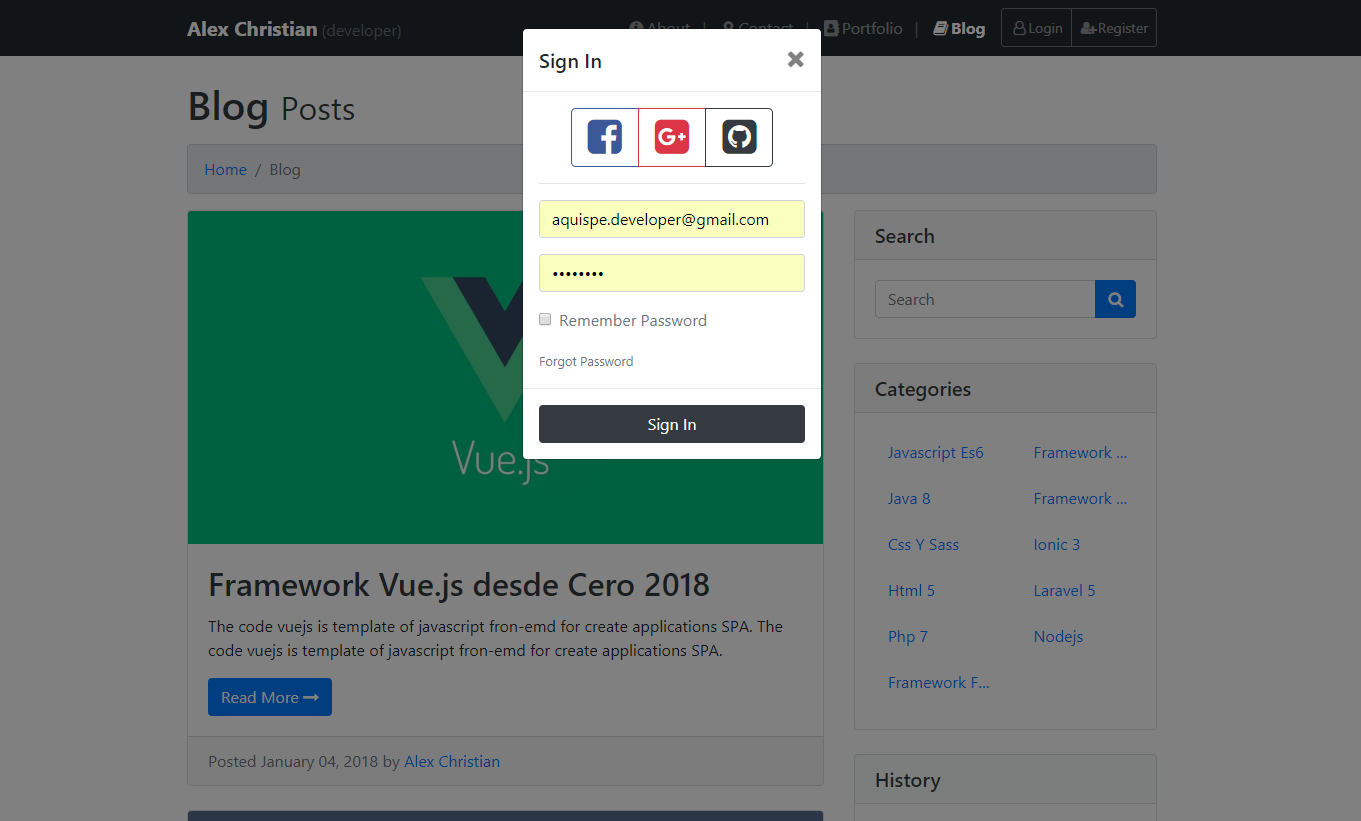 Alex Christian (developer)
About | Contact | Portfolio | Blog
Login Register
Sign In
G+
Blog Posts
Home / Blog
aquispe.developer@gmail.com
••••••••
Remember Password
Forgot Password
Sign In
Vue.js
Framework Vue.js desde Cero 2018
The code vuejs is template of javascript fron-emd for create applications SPA. The
code vuejs is template of javascript fron-emd for create applications SPA.
Read More
Posted January 04, 2018 by Alex Christian
Search
Search
Categories
Javascript Es6 Framework ...
Java 8 Framework ...
Css Y Sass Ionic 3
Html 5 Laravel 5
Php 7 Nodejs
Framework F...
History